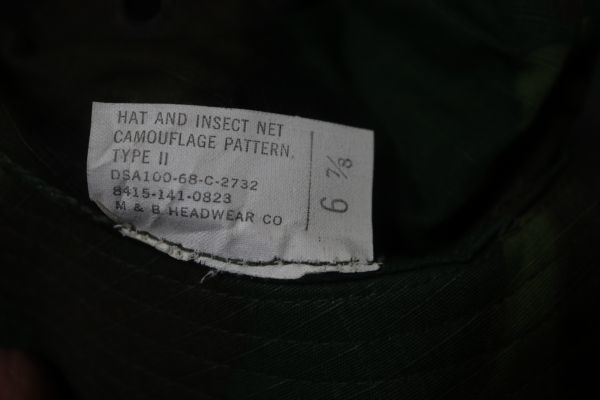 HAT AND INSECT NET
CAMOUFLAGE PATTERN,
TYPE II
DSA100-68-C-2732
8415-141-0823
M & B HEADWEAR CO
6 7/8